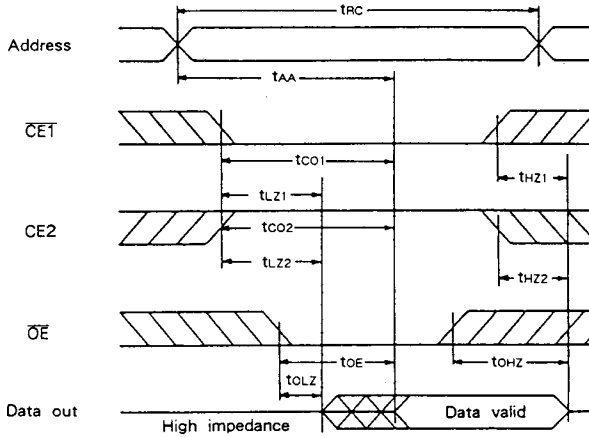 tRC
Address
tAA
CE1
tCO1
tHZ1
tLZ1
CE2
tCO2
tLZ2
tHZ2
OE
tOE
tOHZ
tOLZ
Data out
High impedance
Data valid